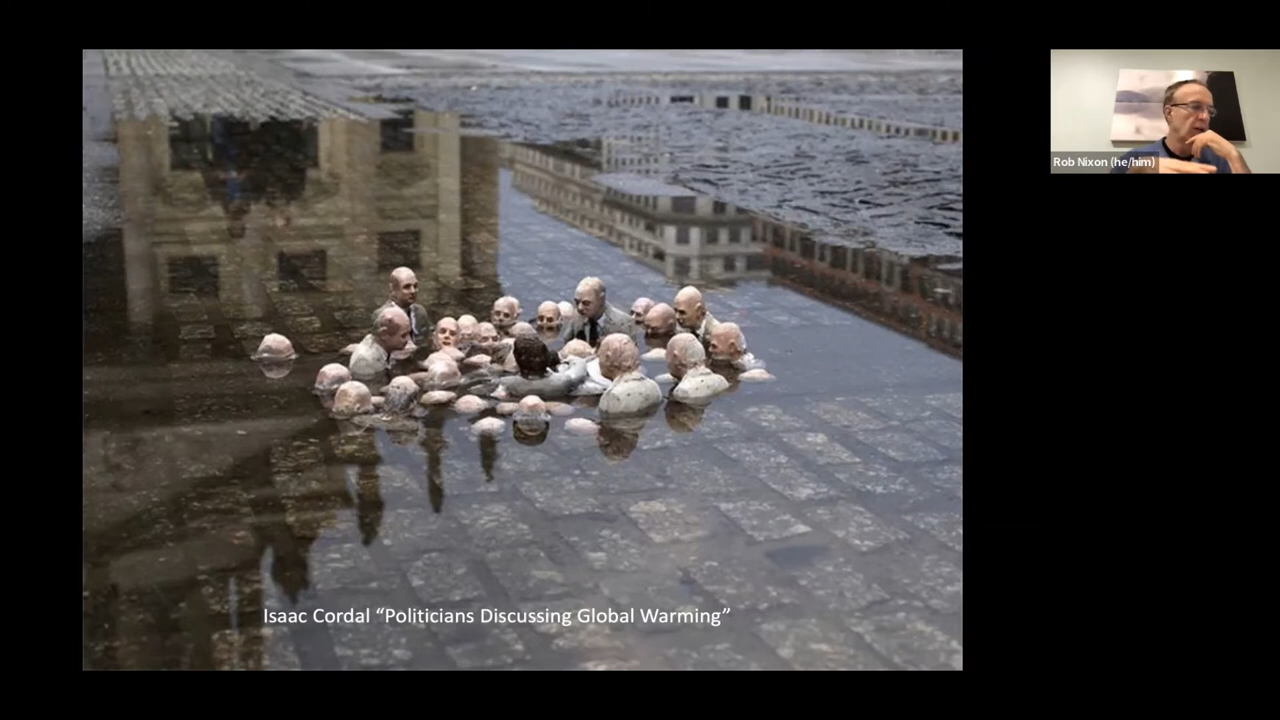 Rob Nixon (he/him)
Isaac Cordal “Politicians Discussing Global Warming”